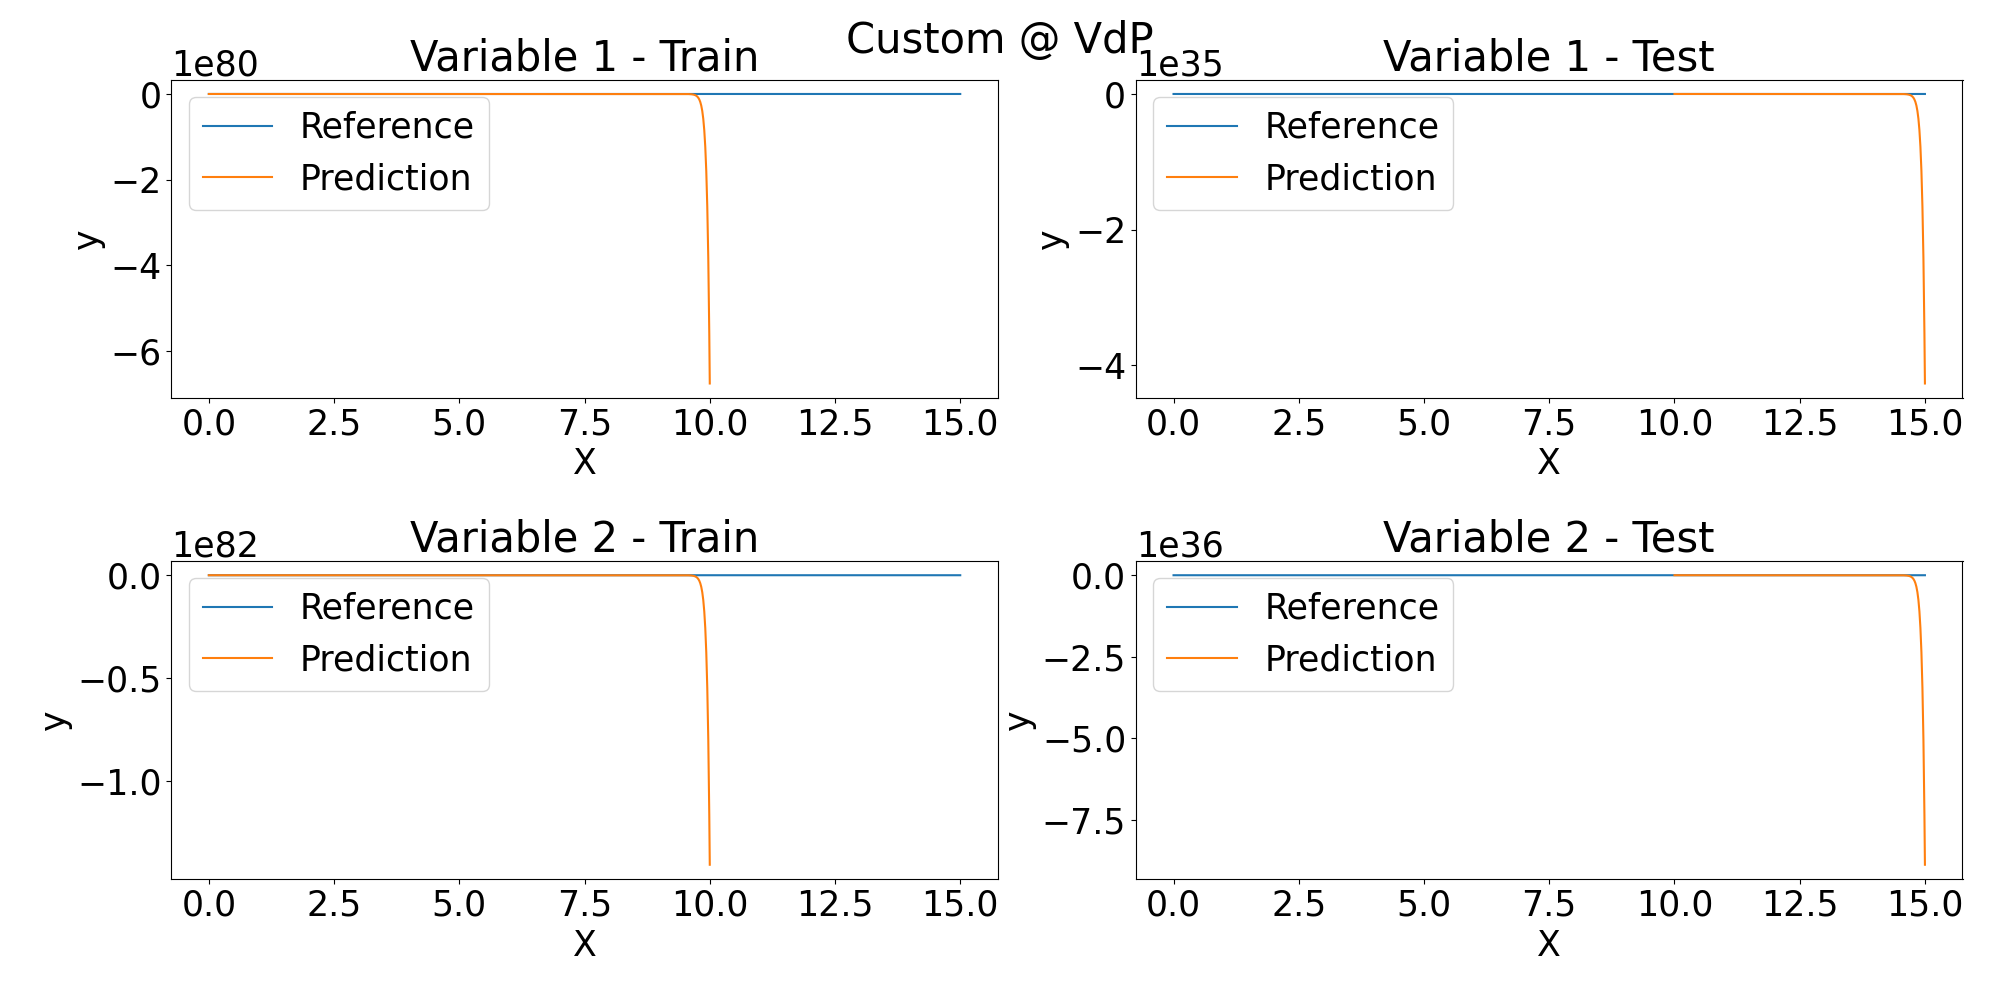 Custom @ VdP
Variable 1 - Train
1e80
0
−2
−4
−6
y
Reference
Prediction
0.0 2.5 5.0 7.5 10.0 12.5 15.0
X
Variable 1 - Test
1e35
0
−2
−4
y
Reference
Prediction
0.0 2.5 5.0 7.5 10.0 12.5 15.0
X
Variable 2 - Train
1e82
0.0
−0.5
−1.0
y
Reference
Prediction
0.0 2.5 5.0 7.5 10.0 12.5 15.0
X
Variable 2 - Test
1e36
0.0
−2.5
−5.0
−7.5
y
Reference
Prediction
0.0 2.5 5.0 7.5 10.0 12.5 15.0
X